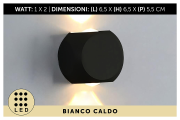 WATT: 1 X 2 | DIMENSIONI: (L) 6,5 X (H) 6,5 X (P) 5,5 CM
LED
BIANCO CALDO